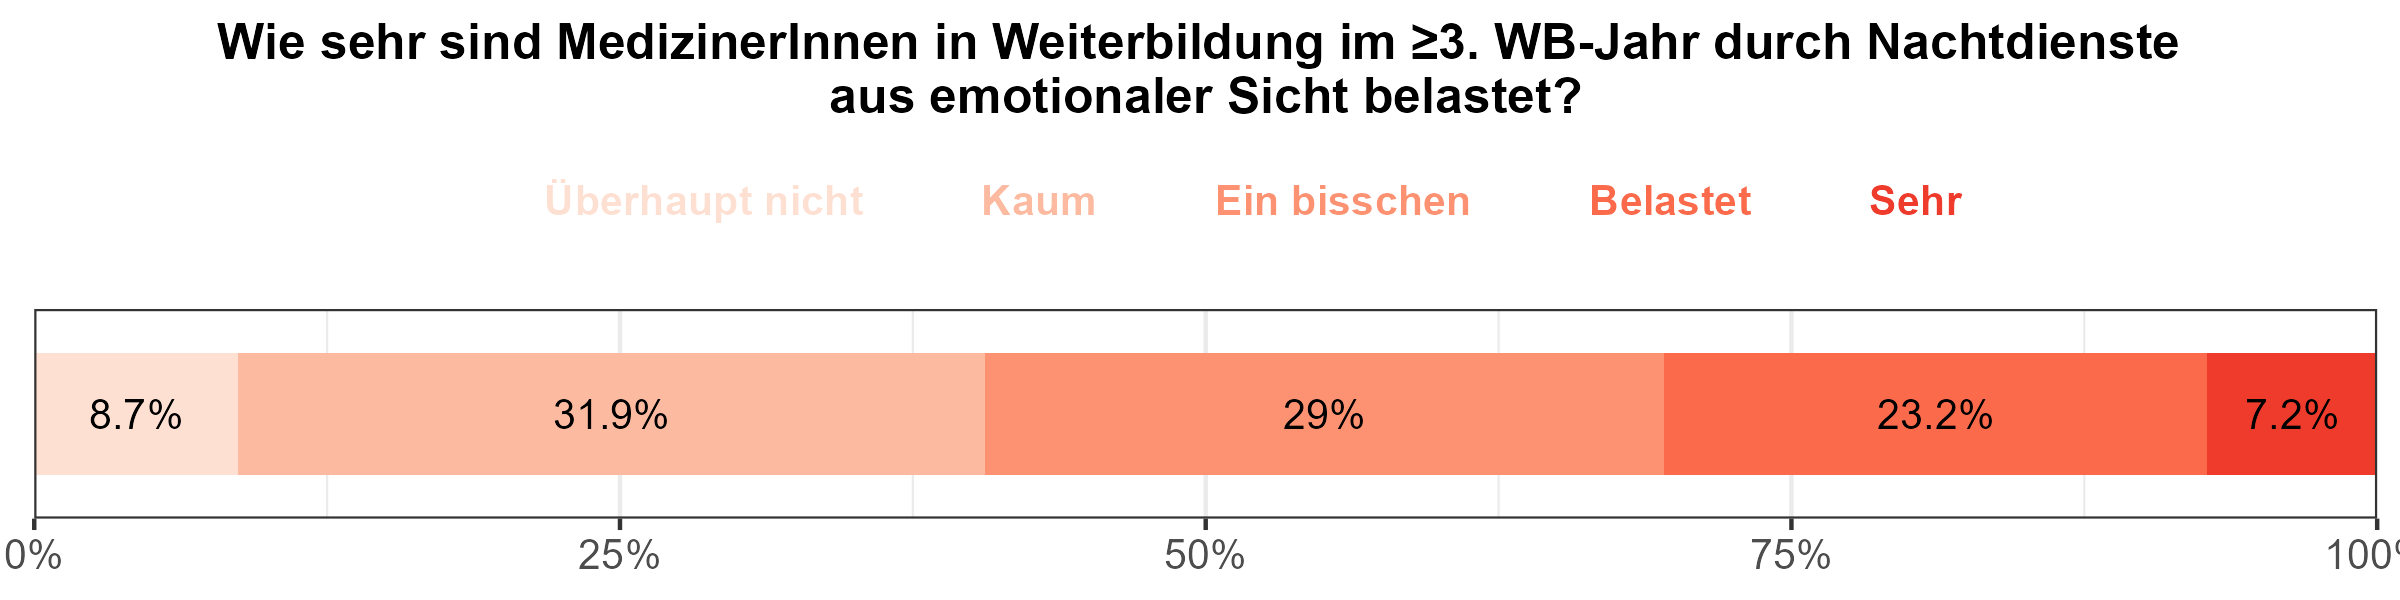 Wie sehr sind MedizinerInnen in Weiterbildung im ≥3. WB-Jahr durch Nachtdienste
aus emotionaler Sicht belastet?
Überhaupt nicht Kaum Ein bisschen Belastet Sehr
8.7% 31.9% 29% 23.2% 7.2%
0% 25% 50% 75% 100%